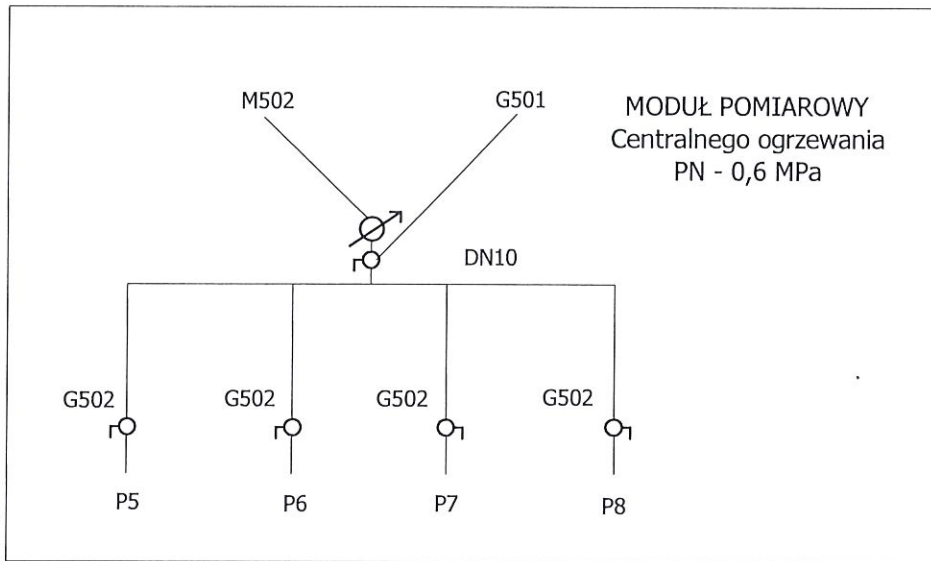 M502
G501
MODUŁ POMIAROWY
Centralnego ogrzewania
PN - 0,6 MPa
DN10
G502
G502
G502
G502
P5
P6
P7
P8